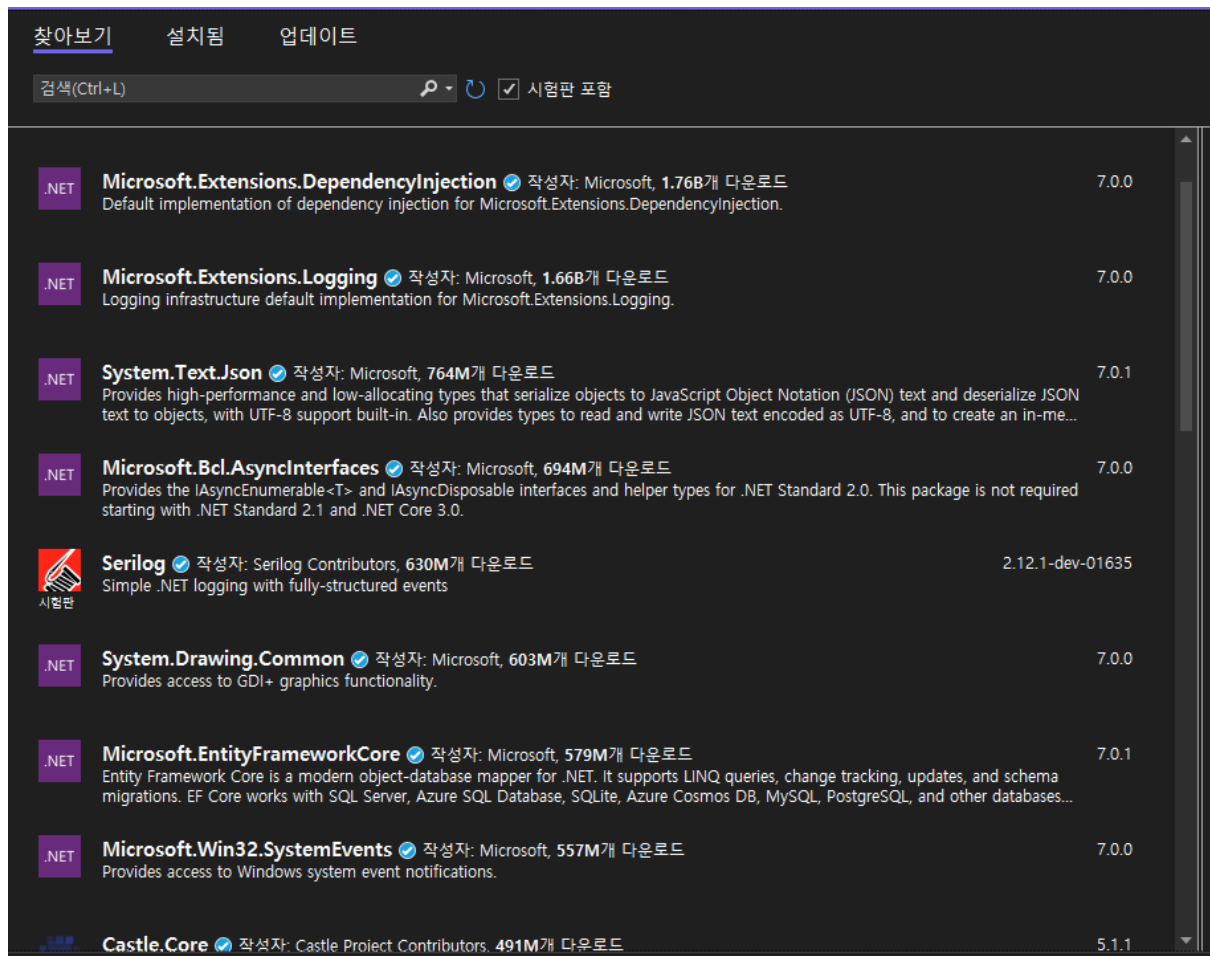 찾아보기 설치됨 업데이트
검색(Ctrl+L) 시험판 포함
.NET Microsoft.Extensions.DependencyInjection 작성자: Microsoft, 1.76B개 다운로드 7.0.0
Default implementation of dependency injection for Microsoft.Extensions.DependencyInjection.
.NET Microsoft.Extensions.Logging 작성자: Microsoft, 1.66B개 다운로드 7.0.0
Logging infrastructure default implementation for Microsoft.Extensions.Logging.
.NET System.Text.Json 작성자: Microsoft, 764M개 다운로드 7.0.1
Provides high-performance and low-allocating types that serialize objects to JavaScript Object Notation (JSON) text and deserialize JSON
text to objects, with UTF-8 support built-in. Also provides types to read and write JSON text encoded as UTF-8, and to create an in-me...
.NET Microsoft.Bcl.AsyncInterfaces 작성자: Microsoft, 694M개 다운로드 7.0.0
Provides the IAsyncEnumerable<T> and IAsyncDisposable interfaces and helper types for .NET Standard 2.0. This package is not required
starting with .NET Standard 2.1 and .NET Core 3.0.
Serilog 작성자: Serilog Contributors, 630M개 다운로드 2.12.1-dev-01635
Simple .NET logging with fully-structured events
시험판
.NET System.Drawing.Common 작성자: Microsoft, 603M개 다운로드 7.0.0
Provides access to GDI+ graphics functionality.
.NET Microsoft.EntityFrameworkCore 작성자: Microsoft, 579M개 다운로드 7.0.1
Entity Framework Core is a modern object-database mapper for .NET. It supports LINQ queries, change tracking, updates, and schema
migrations. EF Core works with SQL Server, Azure SQL Database, SQLite, Azure Cosmos DB, MySQL, PostgreSQL, and other databases...
.NET Microsoft.Win32.SystemEvents 작성자: Microsoft, 557M개 다운로드 7.0.0
Provides access to Windows system event notifications.
Castle.Core 작성자: Castle Project Contributors, 491M개 다운로드 5.1.1